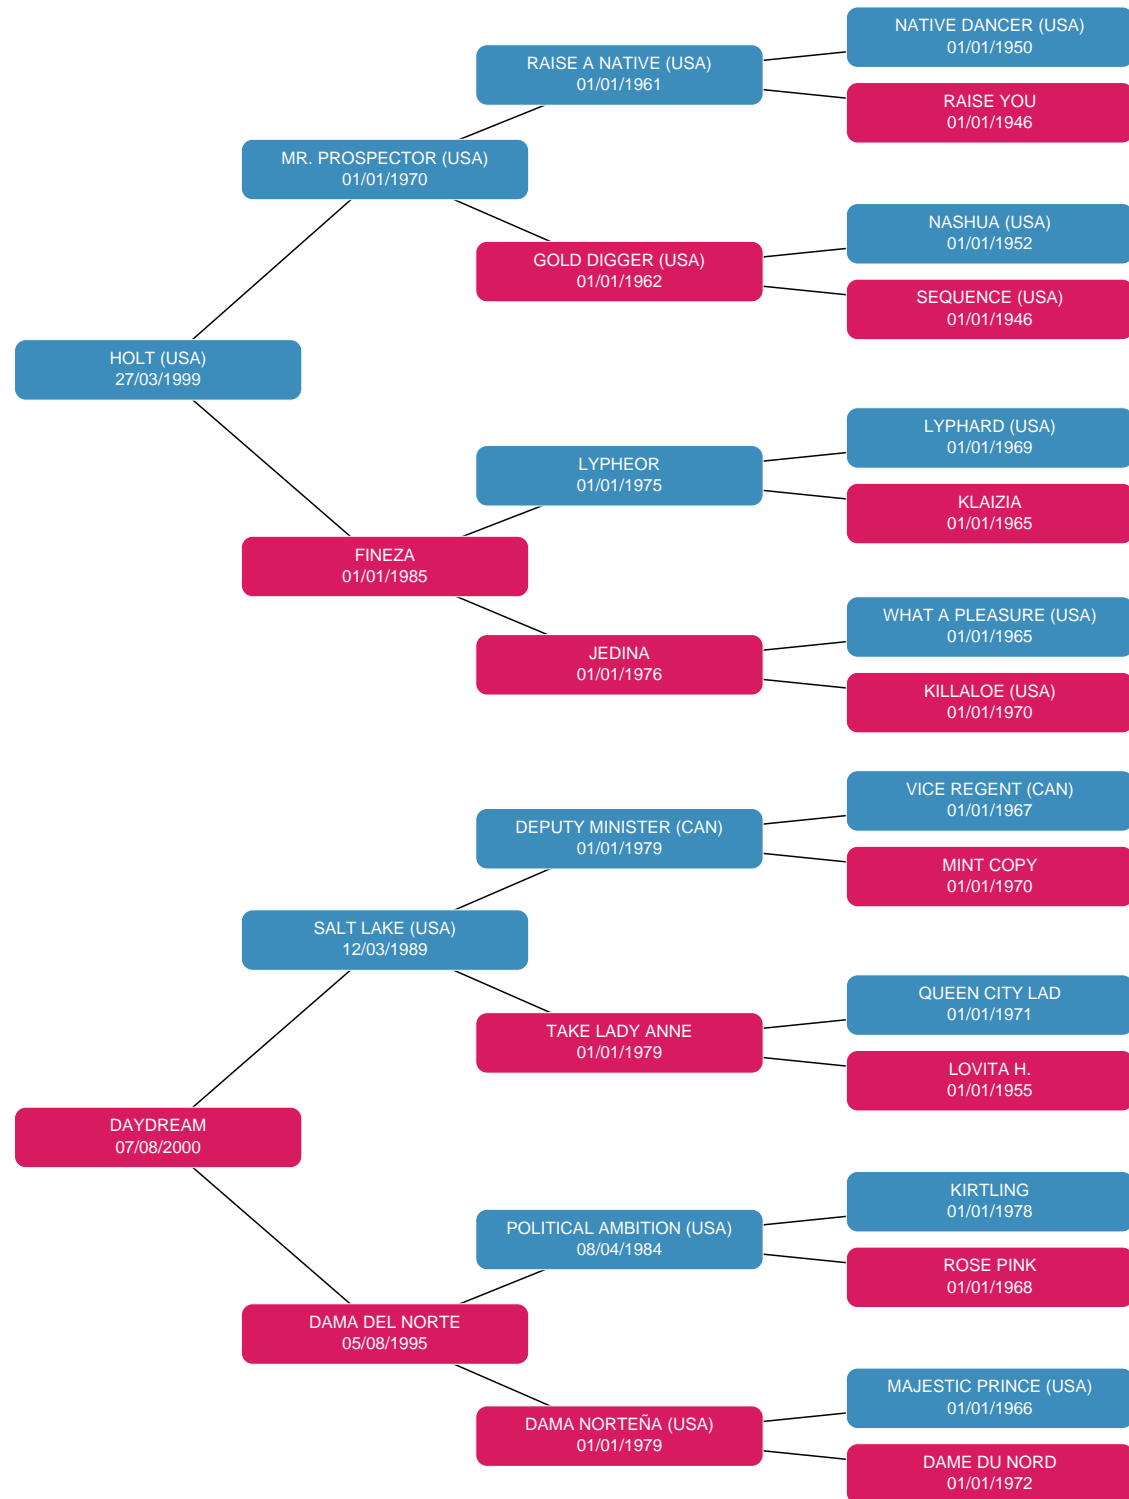 NATIVE DANCER (USA)
01/01/1950
RAISE A NATIVE (USA)
01/01/1961
RAISE YOU
01/01/1946
MR. PROSPECTOR (USA)
01/01/1970
NASHUA (USA)
01/01/1952
GOLD DIGGER (USA)
01/01/1962
SEQUENCE (USA)
01/01/1946
HOLT (USA)
27/03/1999
LYPHARD (USA)
01/01/1969
LYPHEOR
01/01/1975
KLAIZIA
01/01/1965
FINEZA
01/01/1985
WHAT A PLEASURE (USA)
01/01/1965
JEDINA
01/01/1976
KILLALOE (USA)
01/01/1970
VICE REGENT (CAN)
01/01/1967
DEPUTY MINISTER (CAN)
01/01/1979
MINT COPY
01/01/1970
SALT LAKE (USA)
12/03/1989
QUEEN CITY LAD
01/01/1971
TAKE LADY ANNE
01/01/1979
LOVITA H.
01/01/1955
DAYDREAM
07/08/2000
KIRTLING
01/01/1978
POLITICAL AMBITION (USA)
08/04/1984
ROSE PINK
01/01/1968
DAMA DEL NORTE
05/08/1995
MAJESTIC PRINCE (USA)
01/01/1966
DAMA NORTEÑA (USA)
01/01/1979
DAME DU NORD
01/01/1972